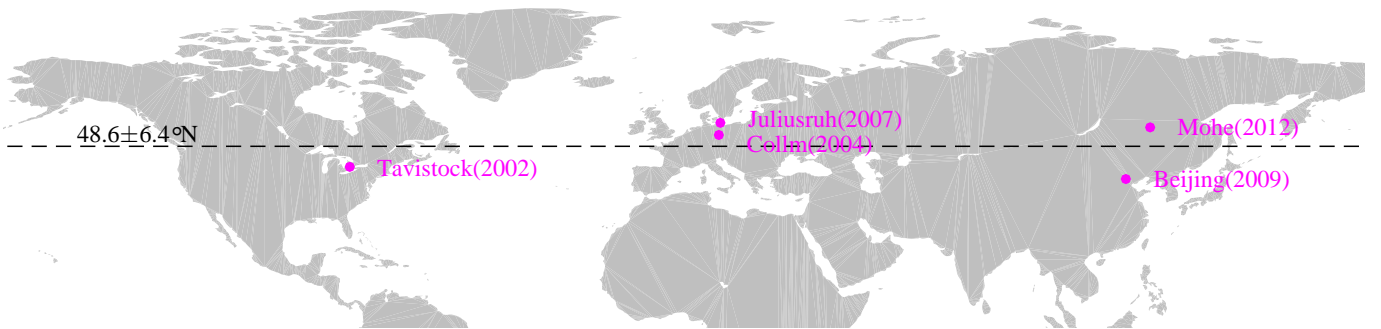 48.6±6.4°N
Juliusruh(2007)
Collm(2004)
Mohe(2012)
Tavistock(2002)
Beijing(2009)